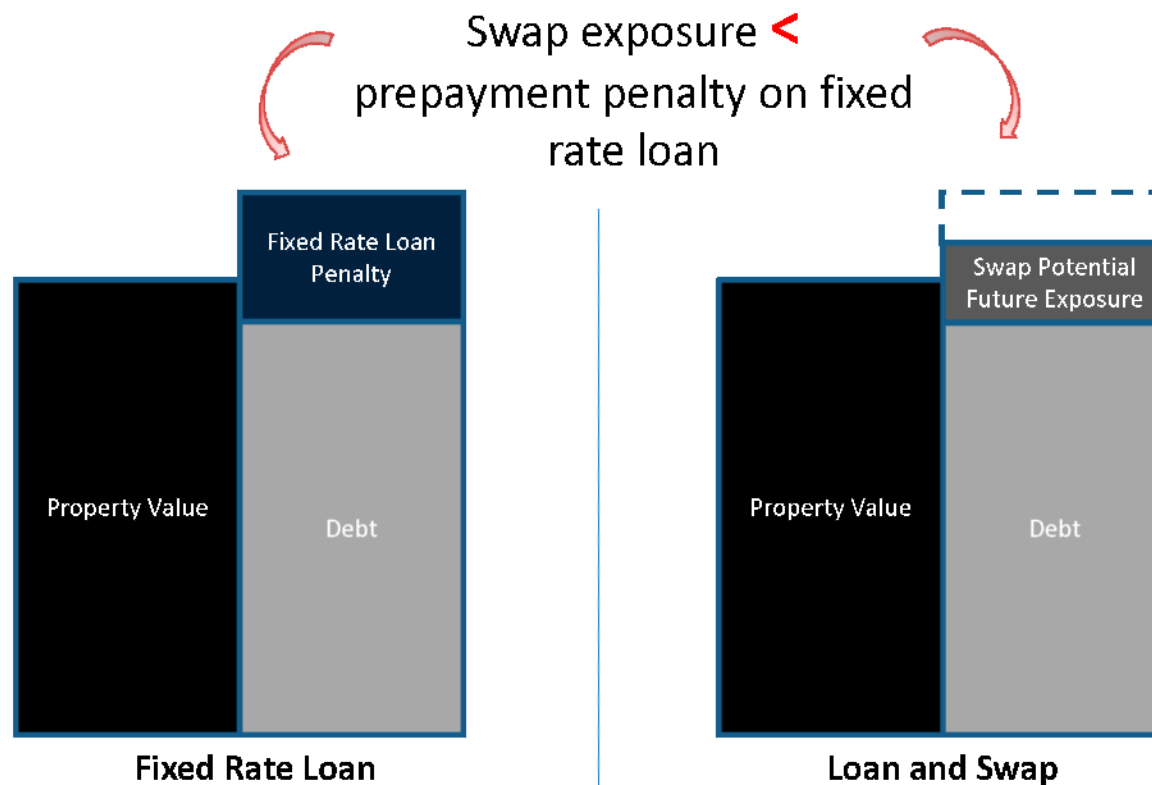 Swap exposure <
prepayment penalty on fixed
rate loan
Fixed Rate Loan
Penalty
Property Value
Debt
Fixed Rate Loan
Swap Potential
Future Exposure
Property Value
Debt
Loan and Swap